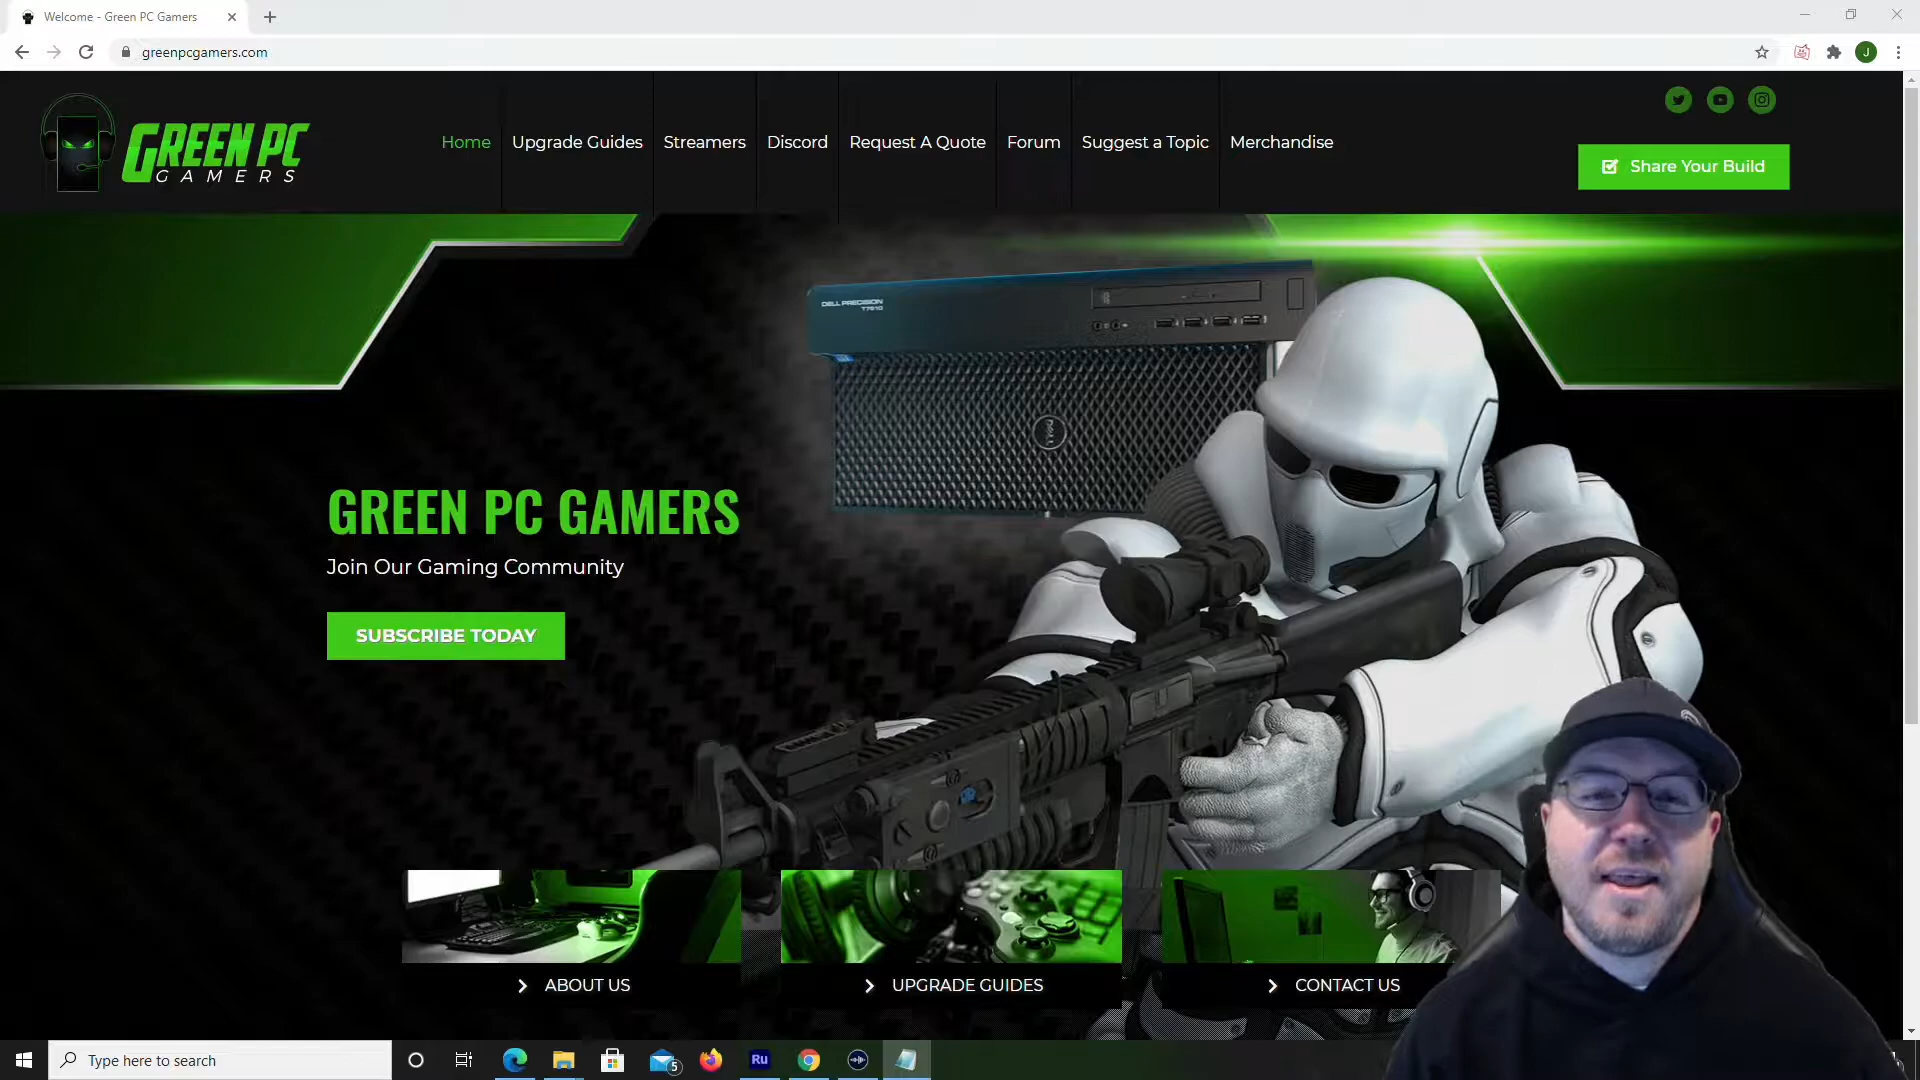 Welcome - Green PC Gamers
greenpcgamers.com
J
GREEN PC
GAMERS
Home
Upgrade Guides
Streamers
Discord
Request A Quote
Forum
Suggest a Topic
Merchandise
Share Your Build
DELL PRECISION
DELL
GREEN PC GAMERS
Join Our Gaming Community
SUBSCRIBE TODAY
ABOUT US
UPGRADE GUIDES
CONTACT US
Type here to search
5
Ru